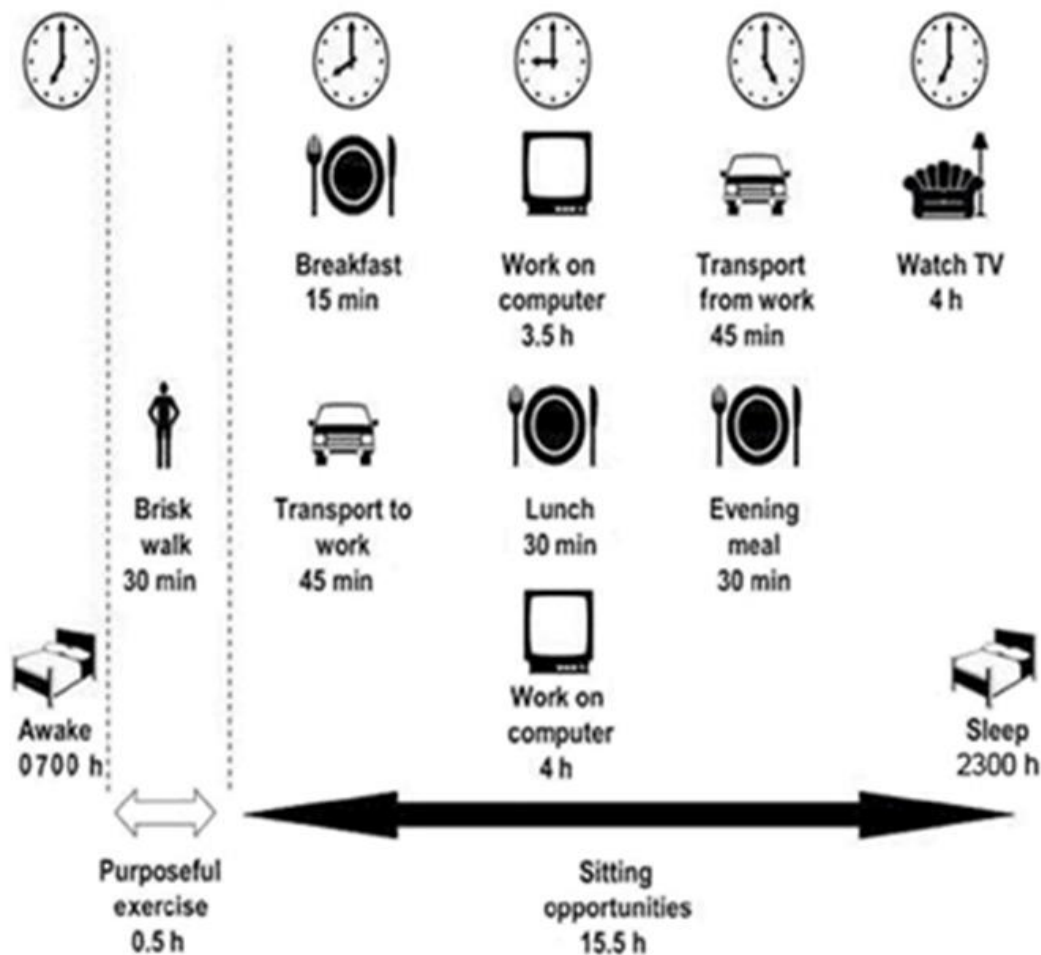 Breakfast
15 min
Work on
computer
3.5 h
Transport
from work
45 min
Watch TV
4 h
Brisk
walk
30 min
Transport to
work
45 min
Lunch
30 min
Evening
meal
30 min
Work on
computer
4 h
Awake
0700 h
Sleep
2300 h
Purposeful
exercise
0.5 h
Sitting
opportunities
15.5 h